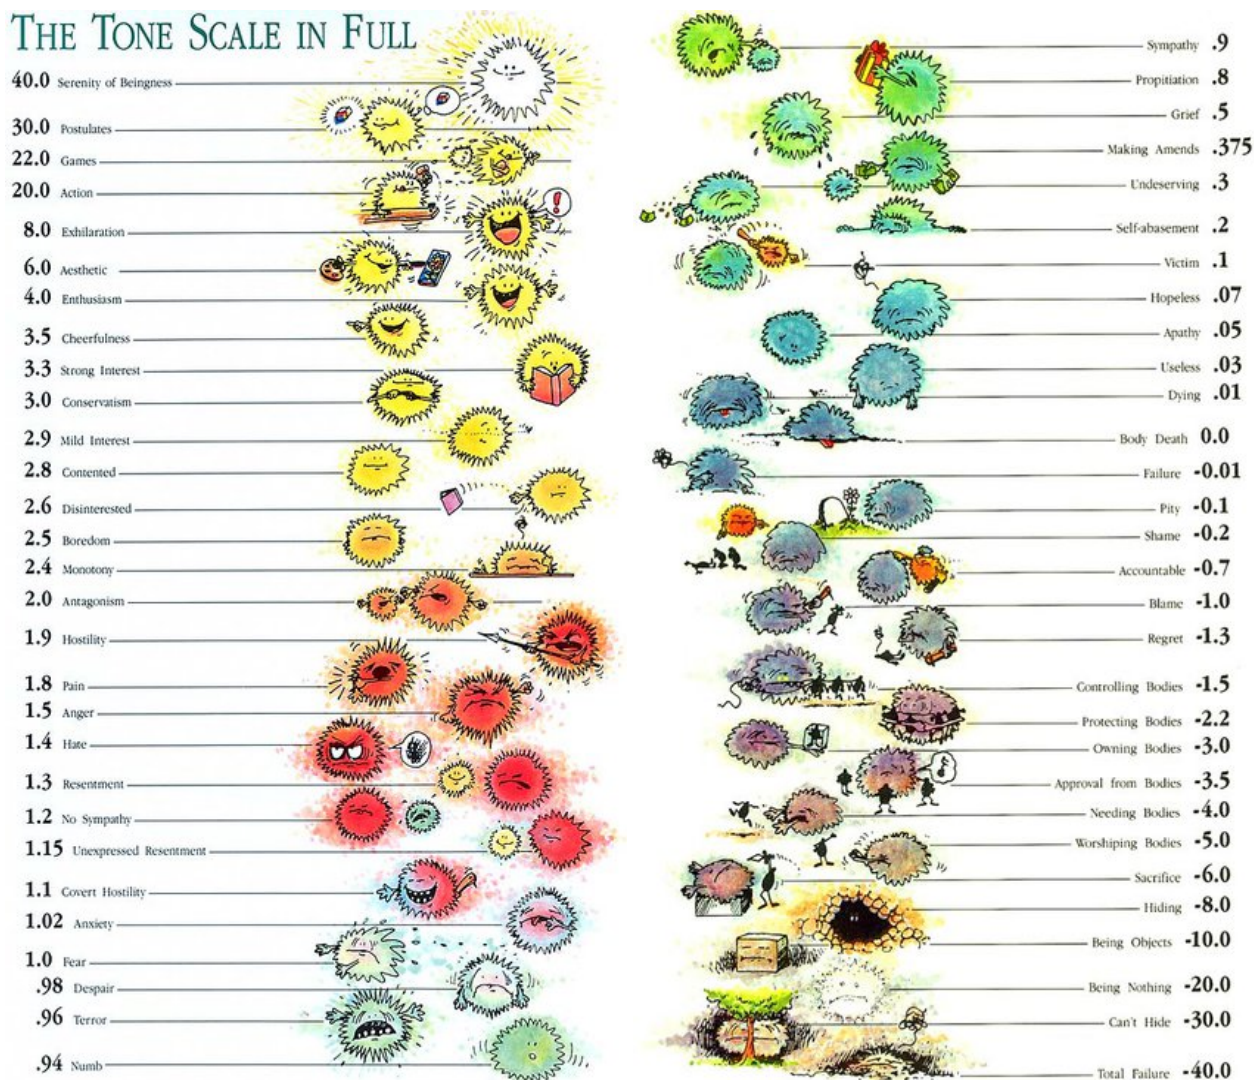 THE TONE SCALE IN FULL
40.0 Serenity of Beingness
30.0 Postulates
22.0 Games
20.0 Action
8.0 Exhilaration
!
6.0 Aesthetic
4.0 Enthusiasm
3.5 Cheerfulness
3.3 Strong Interest
3.0 Conservatism
2.9 Mild Interest
2.8 Contented
2.6 Disinterested
2.5 Boredom
2.4 Monotony
2.0 Antagonism
1.9 Hostility
1.8 Pain
1.5 Anger
1.4 Hate
1.3 Resentment
1.2 No Sympathy
1.15 Unexpressed Resentment
1.1 Covert Hostility
1.02 Anxiety
1.0 Fear
.98 Despair
.96 Terror
.94 Numb
Sympathy .9
Propitiation .8
Grief .5
Making Amends .375
Undeserving .3
Self-abasement .2
Victim .1
Hopeless .07
Apathy .05
Useless .03
Dying .01
Body Death 0.0
Failure -0.01
Pity -0.1
Shame -0.2
Accountable -0.7
Blame -1.0
Regret -1.3
Controlling Bodies -1.5
Protecting Bodies -2.2
Owning Bodies -3.0
Approval from Bodies -3.5
Needing Bodies -4.0
Worshiping Bodies -5.0
Sacrifice -6.0
Hiding -8.0
Being Objects -10.0
Being Nothing -20.0
Can't Hide -30.0
Total Failure -40.0